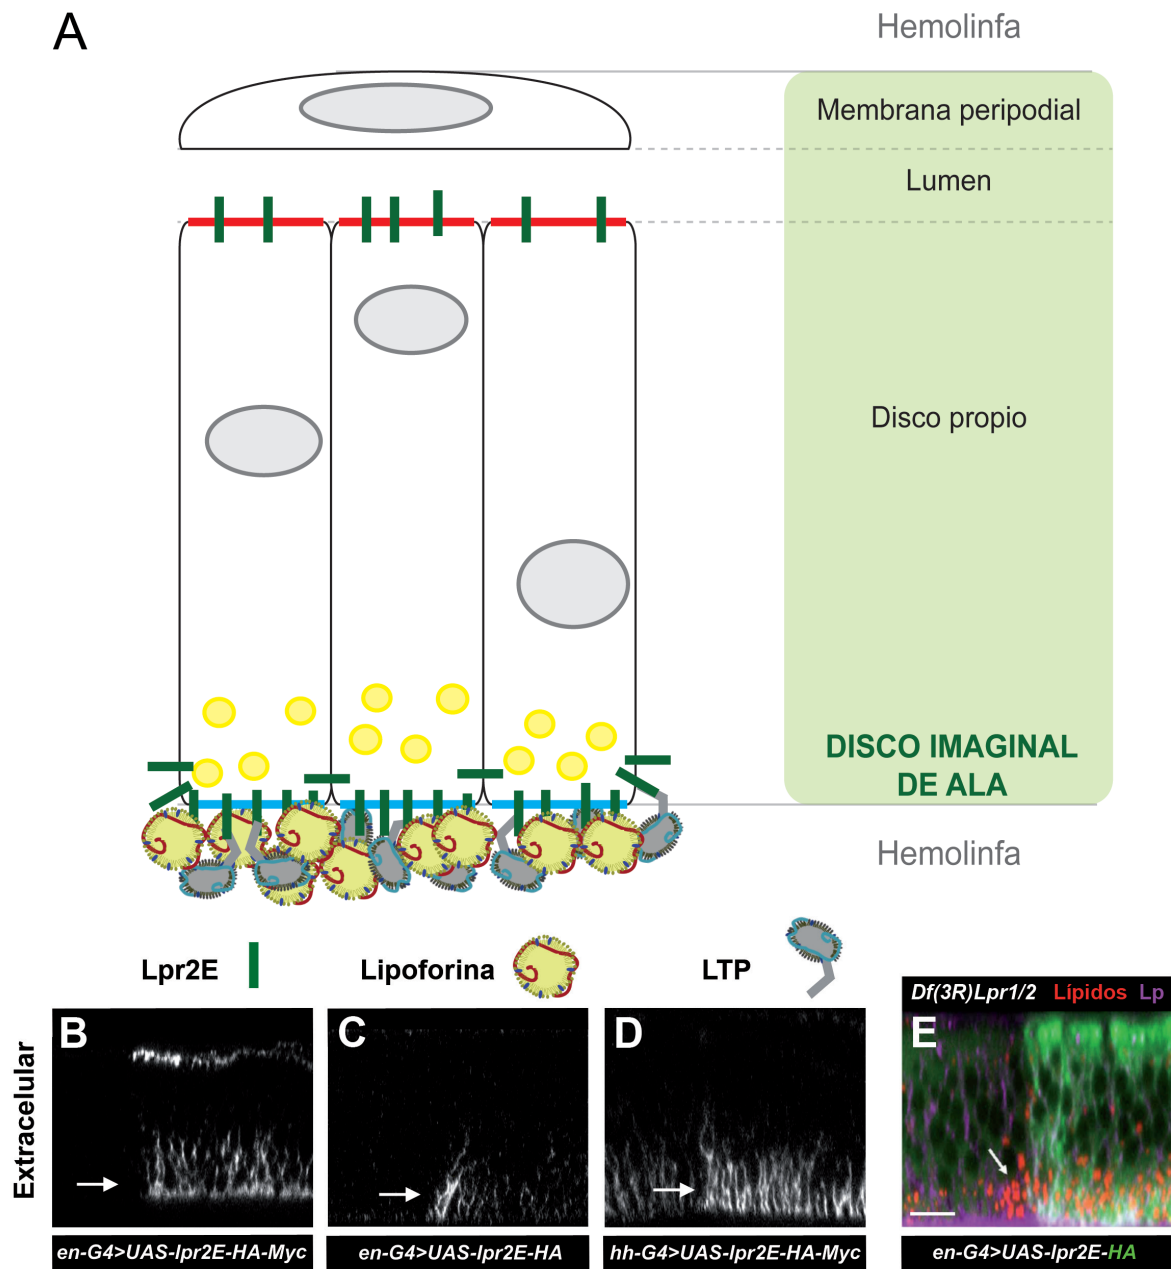 A
Hemolinfa
Membrana peripodial
Lumen
Disco propio
DISCO IMAGINAL
DE ALA
Hemolinfa
Lpr2E
Lipoforina
LTP
Extracelular
B
C
D
Df(3R)Lpr1/2 Lípidos Lp
E
en-G4>UAS-lpr2E-HA-Myc
en-G4>UAS-lpr2E-HA
hh-G4>UAS-lpr2E-HA-Myc
en-G4>UAS-lpr2E-HA